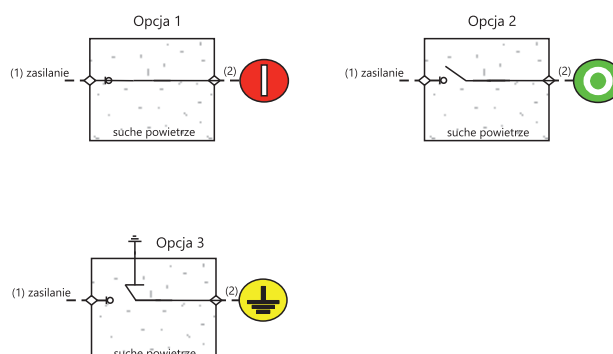 Opcja 1
(1) zasilanie
(2)
suche powietrze
Opcja 2
(1) zasilanie
(2)
suche powietrze
Opcja 3
(1) zasilanie
(2)
suche powietrze